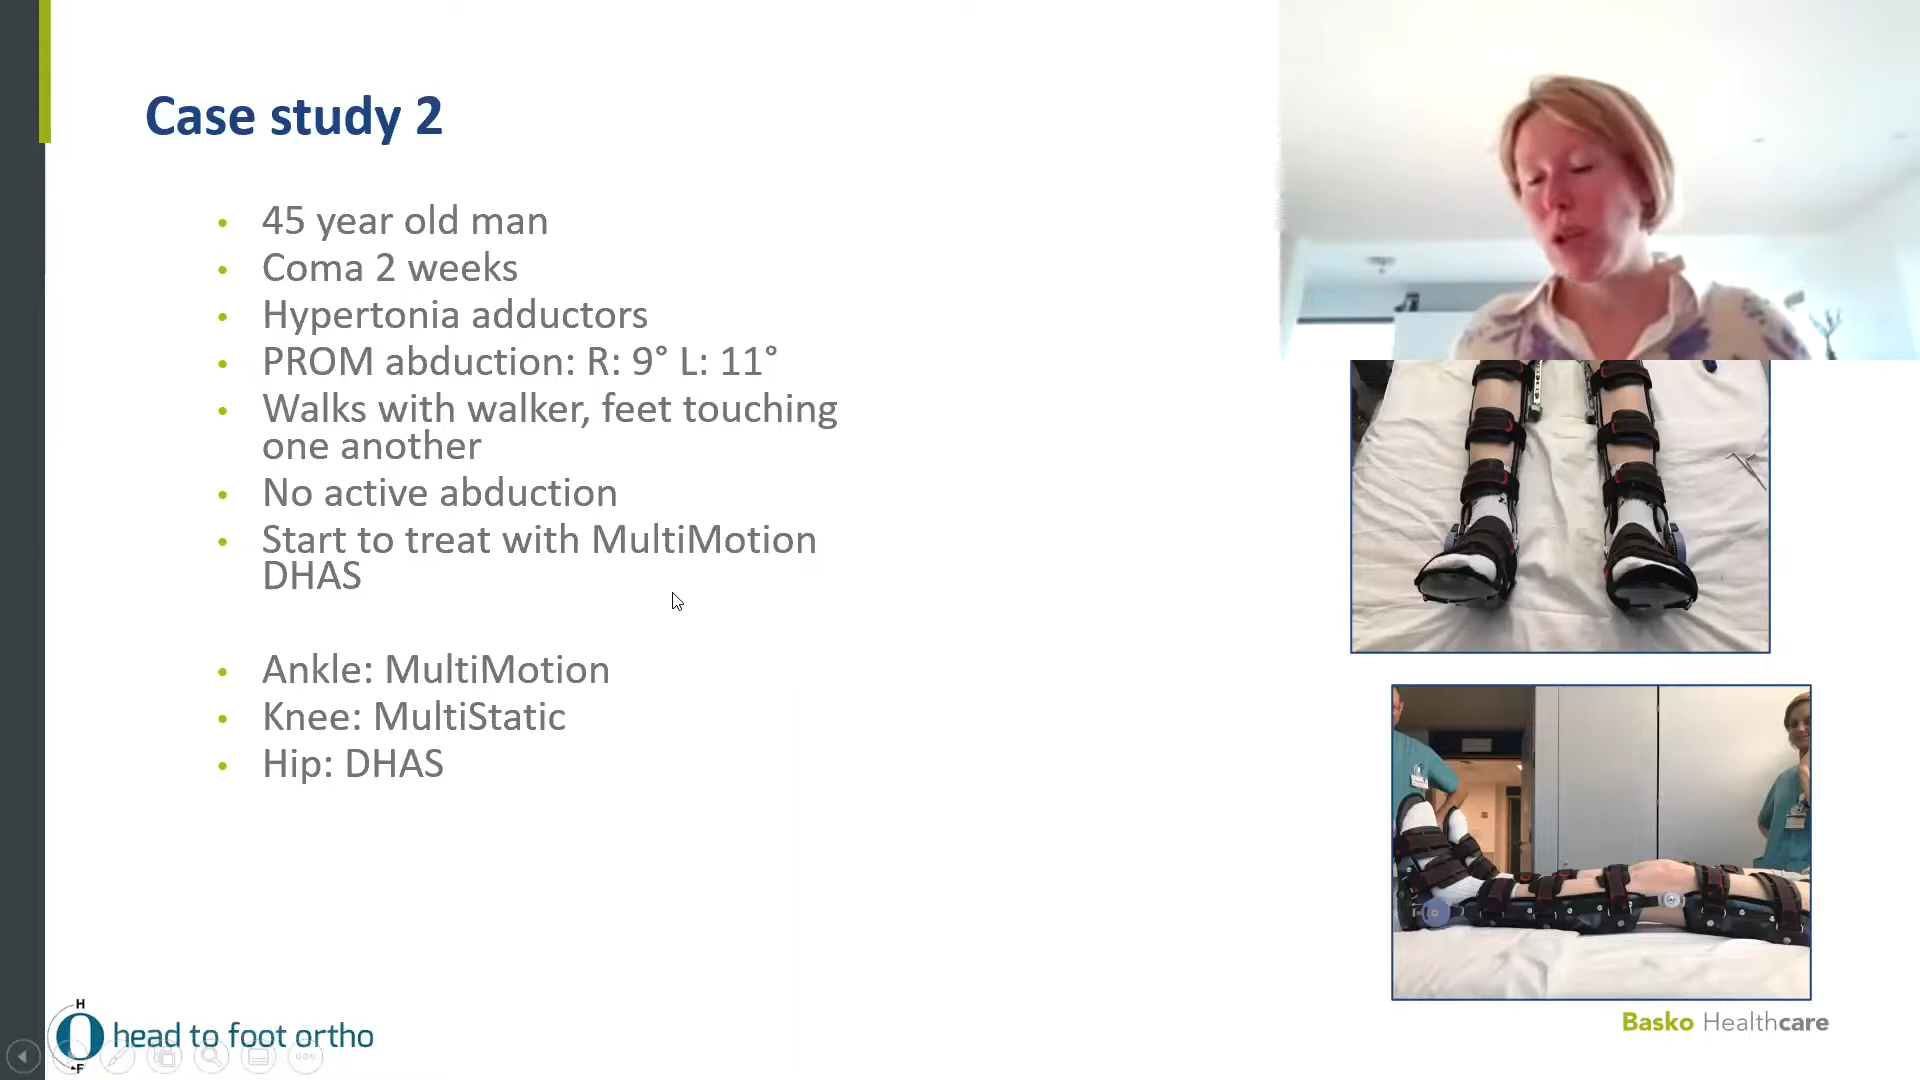 Case study 2
• 45 year old man
• Coma 2 weeks
• Hypertonia adductors
• PROM abduction: R: 9° L: 11°
• Walks with walker, feet touching
one another
• No active abduction
• Start to treat with MultiMotion
DHAS
• Ankle: MultiMotion
• Knee: MultiStatic
• Hip: DHAS
H
head to foot ortho
F
Basko Healthcare